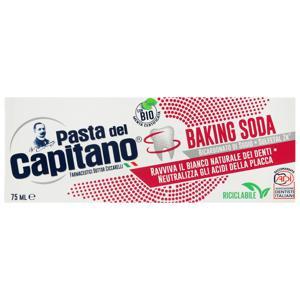 BIO
Pasta del
Capitano®
FARMACEUTICI DOTTOR CICCARELLI
75 ML e
BAKING SODA
BICARBONATO DI SODIO +
RAVVIVA IL BIANCO NATURALE DEI DENTI •
NEUTRALIZZA GLI ACIDI DELLA PLACCA
RICICLABILE
DENTISTI ITALIANI